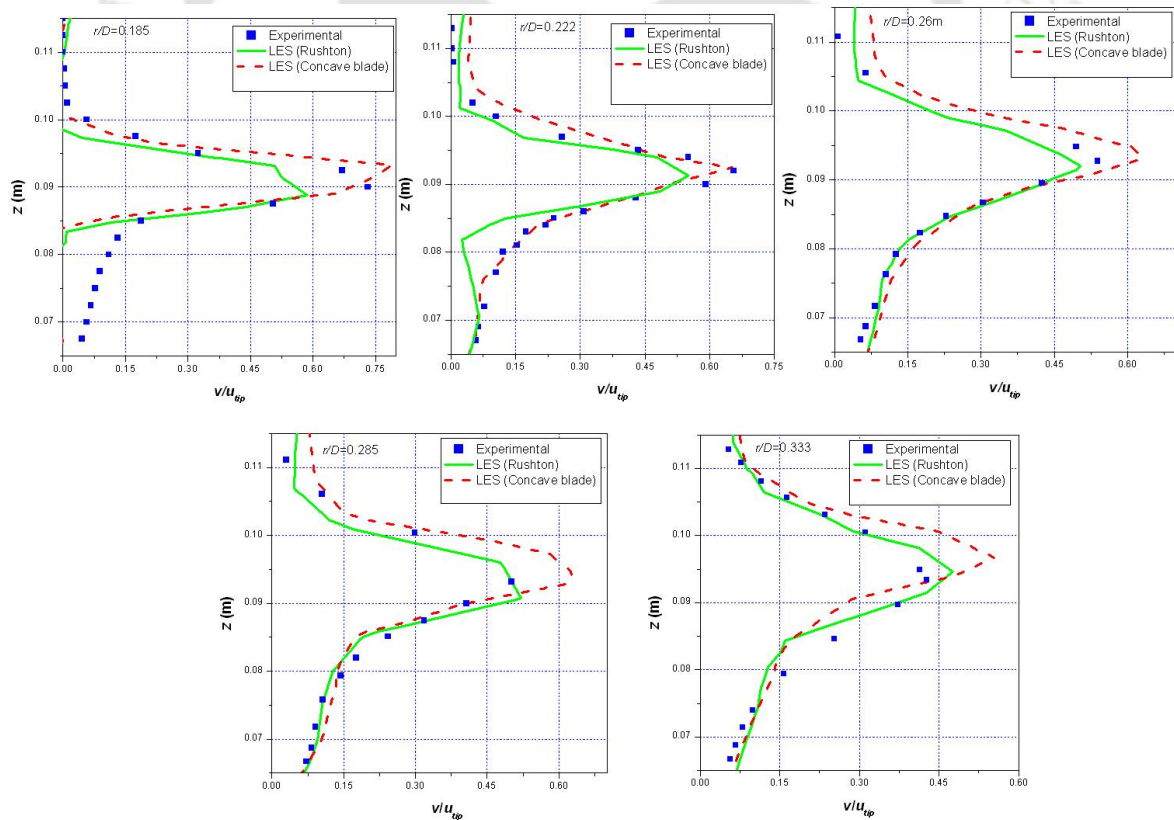 r/D=0.185
Experimental
LES (Rushton)
LES (Concave blade)
0.11
0.10
0.09
0.08
0.07
z (m)
0.00 0.15 0.30 0.45 0.60 0.75
v/utip
r/D=0.222
Experimental
LES (Rushton)
LES (Concave blade)
0.11
0.10
0.09
0.08
0.07
z (m)
0.00 0.15 0.30 0.45 0.60 0.75
v/utip
r/D=0.26m
Experimental
LES (Rushton)
LES (Concave blade)
0.11
0.10
0.09
0.08
0.07
z (m)
0.00 0.15 0.30 0.45 0.60
v/utip
r/D=0.285
Experimental
LES (Rushton)
LES (Concave blade)
0.11
0.10
0.09
0.08
0.07
z (m)
0.00 0.15 0.30 0.45 0.60
v/utip
r/D=0.333
Experimental
LES (Rushton)
LES (Concave blade)
0.11
0.10
0.09
0.08
0.07
z (m)
0.00 0.15 0.30 0.45 0.60
v/utip